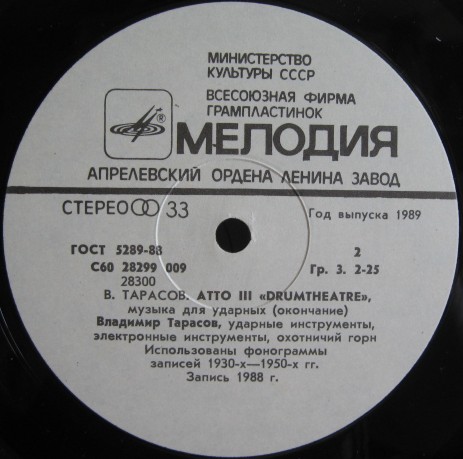 МИНИСТЕРСТВО
КУЛЬТУРЫ СССР
ВСЕСОЮЗНАЯ ФИРМА
ГРАМПЛАСТИНОК
® МЕЛОДИЯ
АПРЕЛЕВСКИЙ ОРДЕНА ЛЕНИНА ЗАВОД
СТЕРЕО 33
Год выпуска 1989
ГОСТ 5289-88 2
С60 28299 009 Гр. 3. 2-25
28300
В. ТАРАСОВ. АТТО III «DRUMTHEATRE»,
музыка для ударных (окончание)
Владимир Тарасов, ударные инструменты,
электронные инструменты, охотничий горн
Использованы фонограммы
записей 1930-х—1950-х гг.
Запись 1988 г.